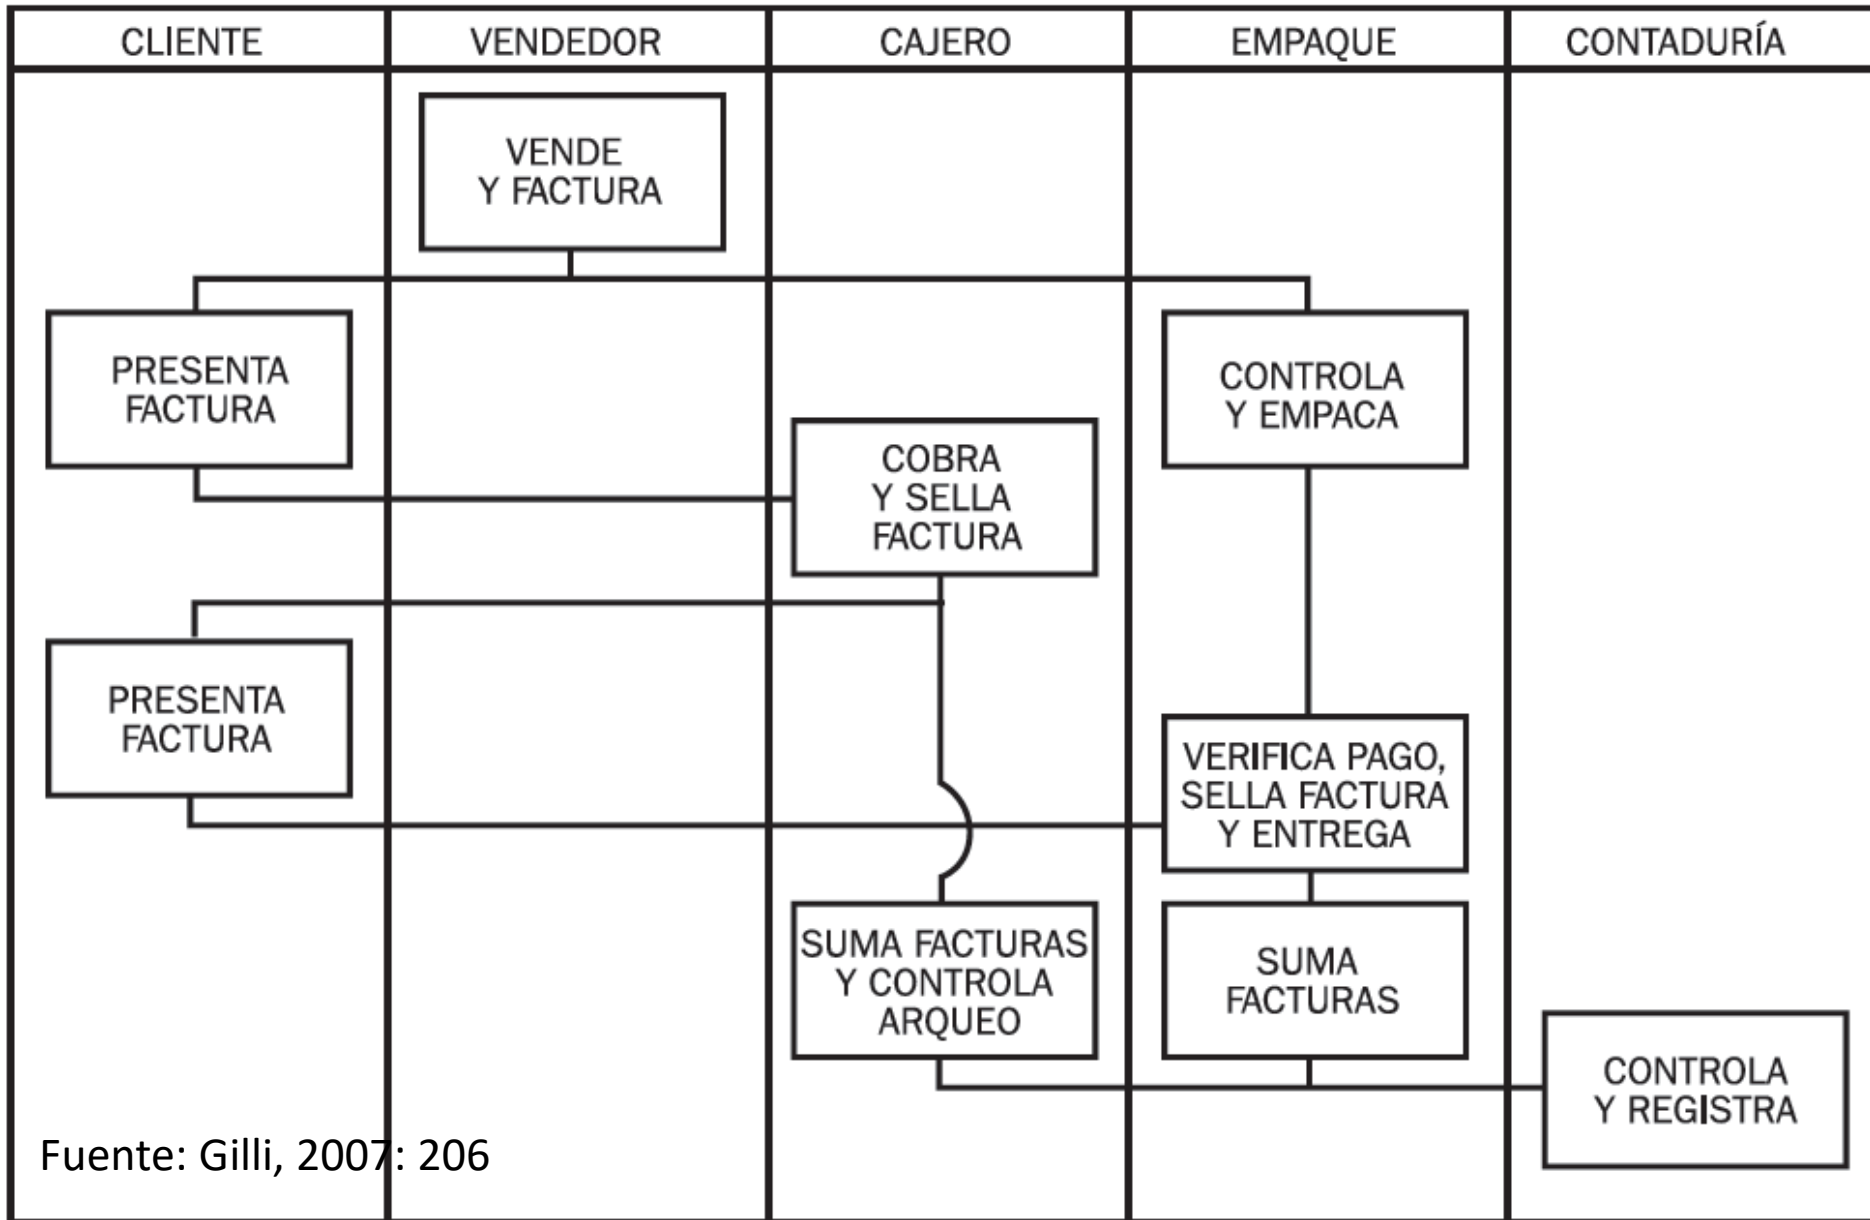 CLIENTE
VENDEDOR
CAJERO
EMPAQUE
CONTADURÍA
VENDE
Y FACTURA
PRESENTA
FACTURA
CONTROLA
Y EMPACA
COBRA
Y SELLA
FACTURA
PRESENTA
FACTURA
VERIFICA PAGO,
SELLA FACTURA
Y ENTREGA
SUMA FACTURAS
Y CONTROLA
ARQUEO
SUMA
FACTURAS
CONTROLA
Y REGISTRA
Fuente: Gilli, 2007: 206